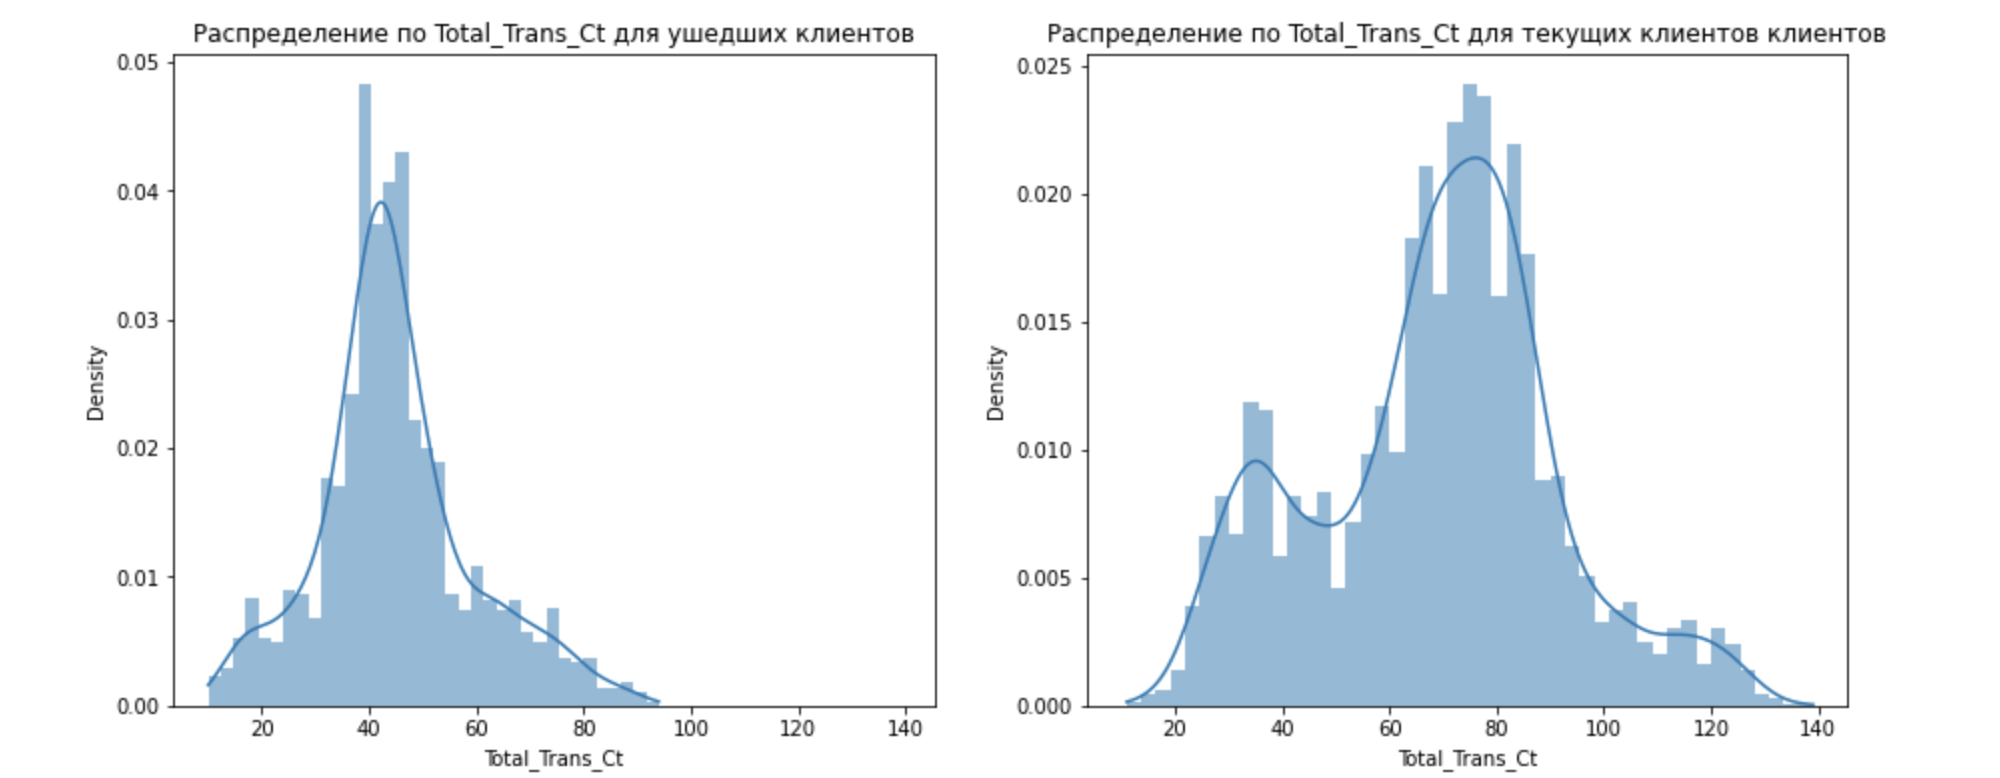 Распределение по Total_Trans_Ct для ушедших клиентов
0.05
0.04
0.03
0.02
0.01
0.00
Density
20 40 60 80 100 120 140
Total_Trans_Ct
Распределение по Total_Trans_Ct для текущих клиентов клиентов
0.025
0.020
0.015
0.010
0.005
0.000
Density
20 40 60 80 100 120 140
Total_Trans_Ct